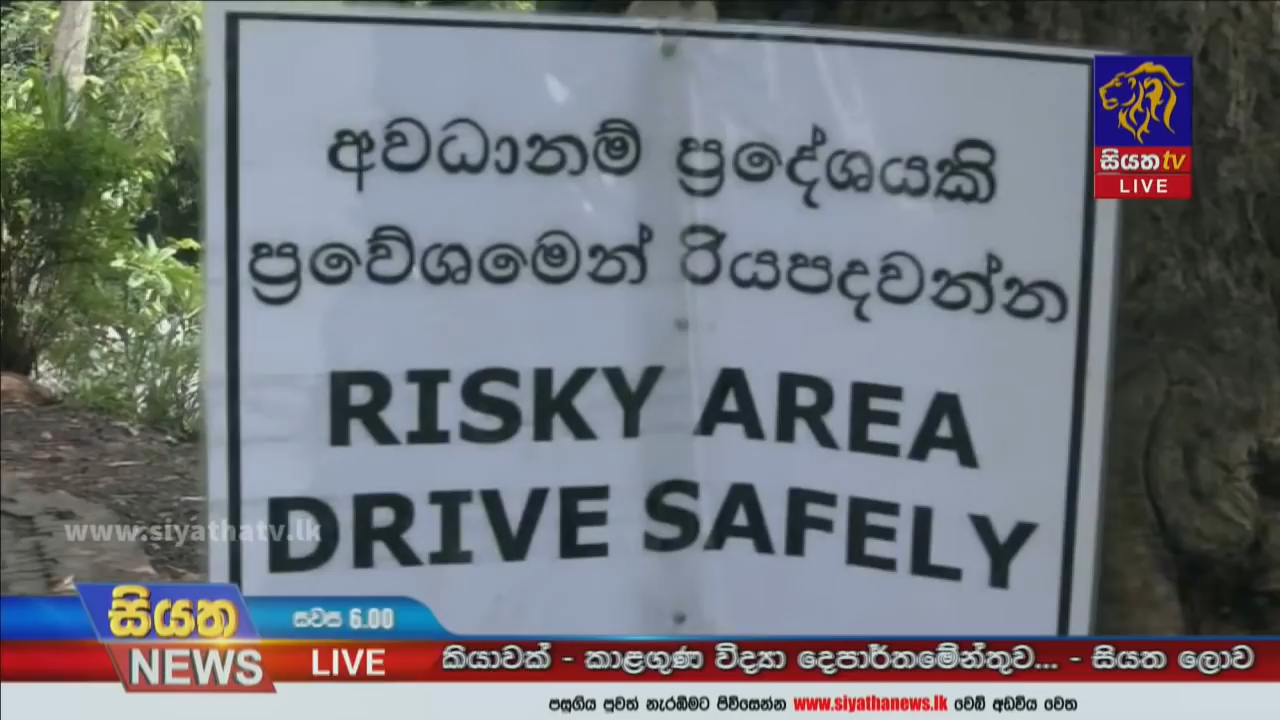 අවධානම් ප්‍රදේශයකි
ප්‍රවේශමෙන් රියපදවන්න
RISKY AREA
DRIVE SAFELY
සියත tv
LIVE
www.siyathatv.lk
සියත සවස 6.00
NEWS LIVE කියාවක් - කාළගුණ විද්‍යා දෙපාර්තමේන්තුව... - සියත ලොව
පසුගිය පුවත් නැරඹීමට පිවිසෙන්න www.siyathanews.lk වෙබ් අඩවිය වෙත